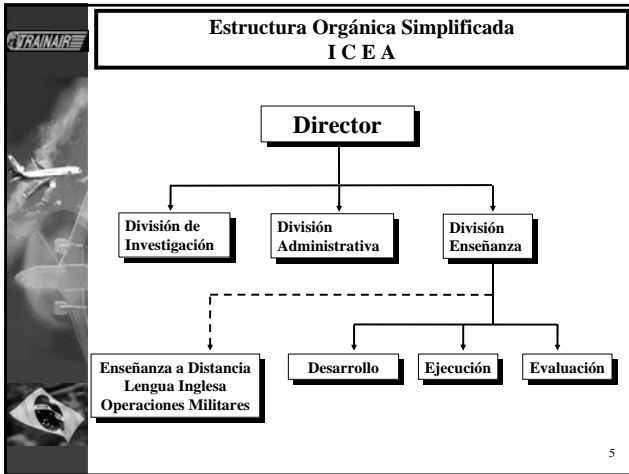 TRAINAIR
Estructura Orgánica Simplificada
I C E A
Director
División de
Investigación
División
Administrativa
División
Enseñanza
Enseñanza a Distancia
Lengua Inglesa
Operaciones Militares
Desarrollo
Ejecución
Evaluación
5